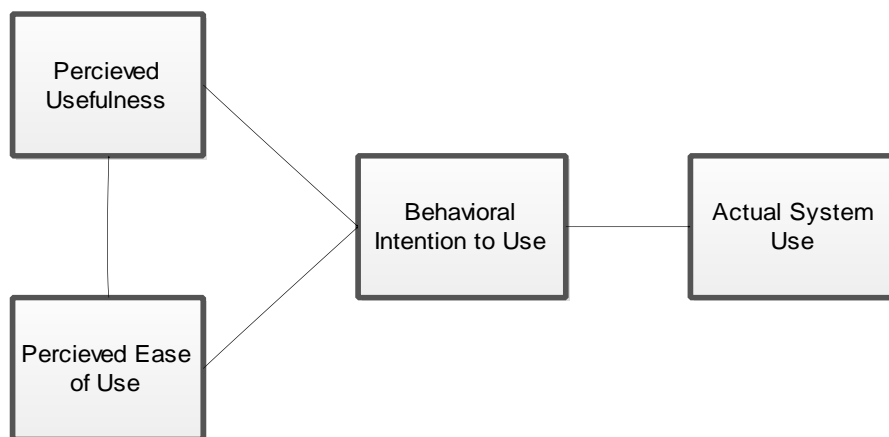 Percieved
Usefulness
Behavioral
Intention to Use
Actual System
Use
Percieved Ease
of Use